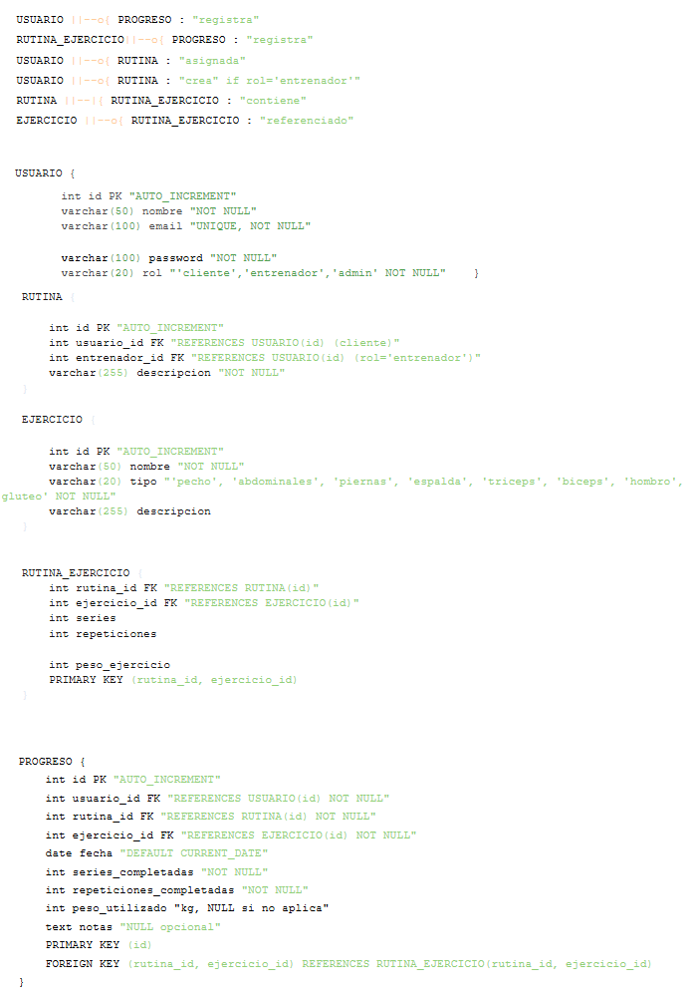 USUARIO ||--o{ PROGRESO : "registra"
RUTINA_EJERCICIO||--o{ PROGRESO : "registra"
USUARIO ||--o{ RUTINA : "asignada"
USUARIO ||--o{ RUTINA : "crea" if rol='entrenador'"
RUTINA ||--|{ RUTINA_EJERCICIO : "contiene"
EJERCICIO ||--o{ RUTINA_EJERCICIO : "referenciado"
USUARIO {
int id PK "AUTO_INCREMENT"
varchar(50) nombre "NOT NULL"
varchar(100) email "UNIQUE, NOT NULL"
varchar(100) password "NOT NULL"
varchar(20) rol "'cliente','entrenador','admin' NOT NULL" }
RUTINA {
int id PK "AUTO_INCREMENT"
int usuario_id FK "REFERENCES USUARIO(id) (cliente)"
int entrenador_id FK "REFERENCES USUARIO(id) (rol='entrenador')"
varchar(255) descripcion "NOT NULL"
}
EJERCICIO {
int id PK "AUTO_INCREMENT"
varchar(50) nombre "NOT NULL"
varchar(20) tipo "'pecho', 'abdominales', 'piernas', 'espalda', 'triceps', 'biceps', 'hombro',
gluteo' NOT NULL"
varchar(255) descripcion
}
RUTINA_EJERCICIO {
int rutina_id FK "REFERENCES RUTINA(id)"
int ejercicio_id FK "REFERENCES EJERCICIO(id)"
int series
int repeticiones
int peso_ejercicio
PRIMARY KEY (rutina_id, ejercicio_id)
}
PROGRESO {
int id PK "AUTO_INCREMENT"
int usuario_id FK "REFERENCES USUARIO(id) NOT NULL"
int rutina_id FK "REFERENCES RUTINA(id) NOT NULL"
int ejercicio_id FK "REFERENCES EJERCICIO(id) NOT NULL"
date fecha "DEFAULT CURRENT_DATE"
int series_completadas "NOT NULL"
int repeticiones_completadas "NOT NULL"
int peso_utilizado "kg, NULL si no aplica"
text notas "NULL opcional"
PRIMARY KEY (id)
FOREIGN KEY (rutina_id, ejercicio_id) REFERENCES RUTINA_EJERCICIO(rutina_id, ejercicio_id)
}